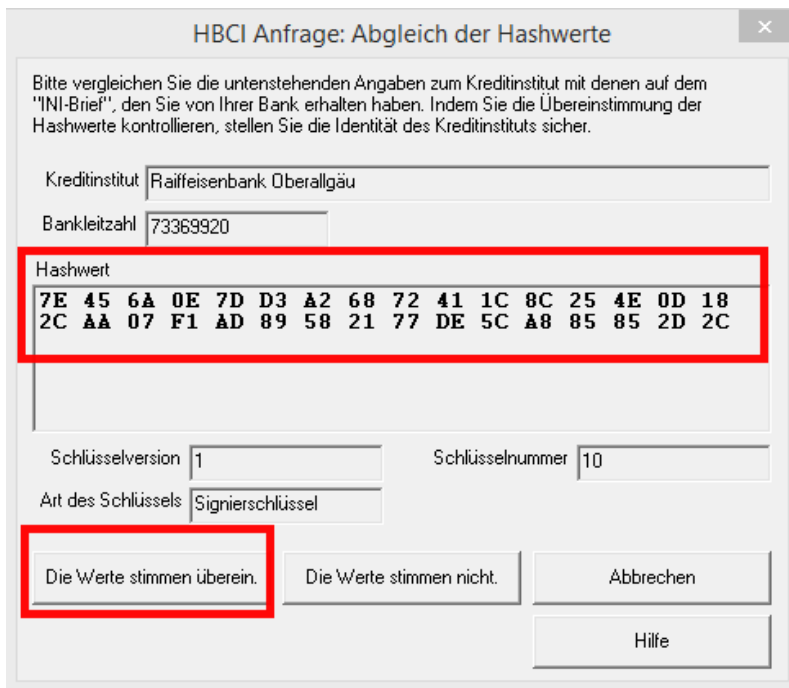 HBCI Anfrage: Abgleich der Hashwerte
Bitte vergleichen Sie die untenstehenden Angaben zum Kreditinstitut mit denen auf dem
"INI-Brief", den Sie von Ihrer Bank erhalten haben. Indem Sie die Übereinstimmung der
Hashwerte kontrollieren, stellen Sie die Identität des Kreditinstituts sicher.
Kreditinstitut Raiffeisenbank Oberallgäu
Bankleitzahl 73369920
Hashwert
7E 45 6A 0E 7D D3 A2 68 72 41 1C 8C 25 4E 0D 18
2C AA 07 F1 AD 89 58 21 77 DE 5C A8 85 85 2D 2C
Schlüsselversion 1 Schlüsselnummer 10
Art des Schlüssels Signierschlüssel
Die Werte stimmen überein. Die Werte stimmen nicht. Abbrechen
Hilfe